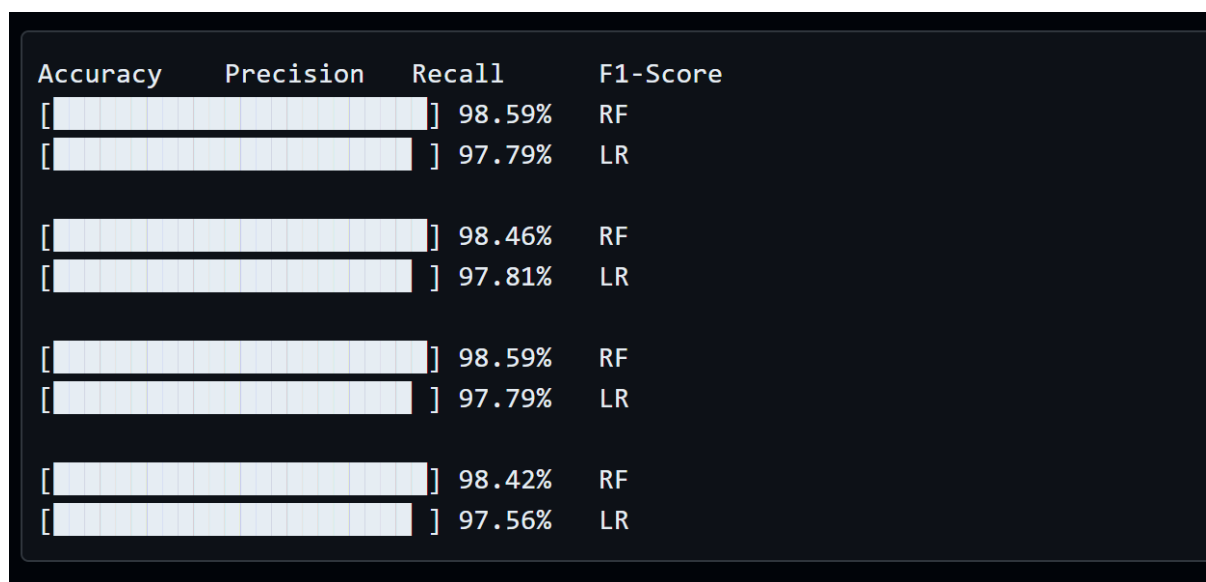 Accuracy    Precision   Recall      F1-Score
[████████████████████████] 98.59%   RF
[███████████████████████ ] 97.79%   LR
[████████████████████████] 98.46%   RF
[███████████████████████ ] 97.81%   LR
[████████████████████████] 98.59%   RF
[███████████████████████ ] 97.79%   LR
[████████████████████████] 98.42%   RF
[███████████████████████ ] 97.56%   LR